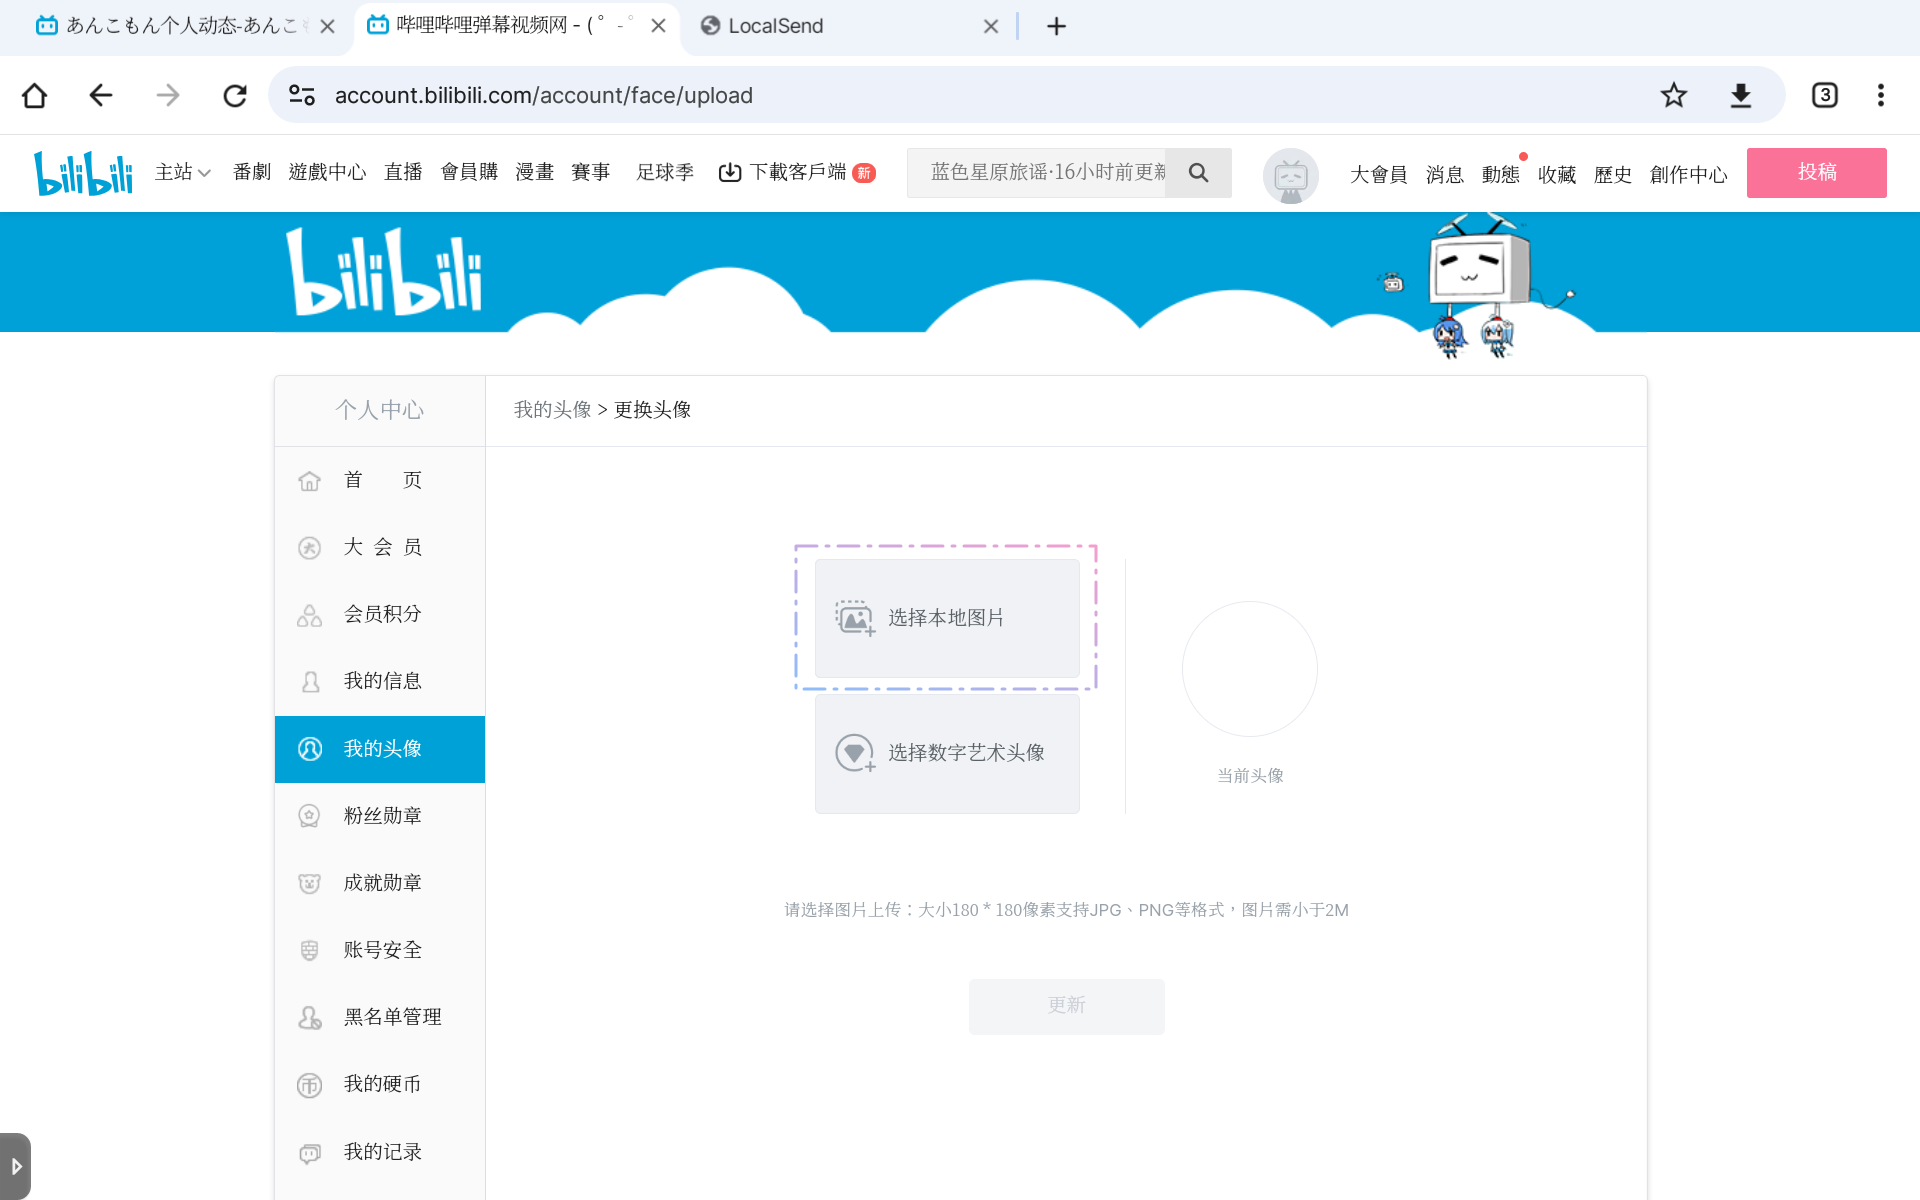 あんこもん个人动态-あんこ
哔哩哔哩弹幕视频网 - ( ゜- ゜
LocalSend
account.bilibili.com/account/face/upload
3
bilibili
主站
番劇
遊戲中心
直播
會員購
漫畫
賽事
足球季
下載客戶端
新
蓝色星原旅谣·16小时前更新
大會員
消息
動態
收藏
歷史
創作中心
投稿
bilibili
个人中心
我的头像 > 更换头像
首 页
大 会 员
会员积分
我的信息
我的头像
粉丝勋章
成就勋章
账号安全
黑名单管理
我的硬币
我的记录
选择本地图片
选择数字艺术头像
当前头像
请选择图片上传：大小180 * 180像素支持JPG、PNG等格式，图片需小于2M
更新